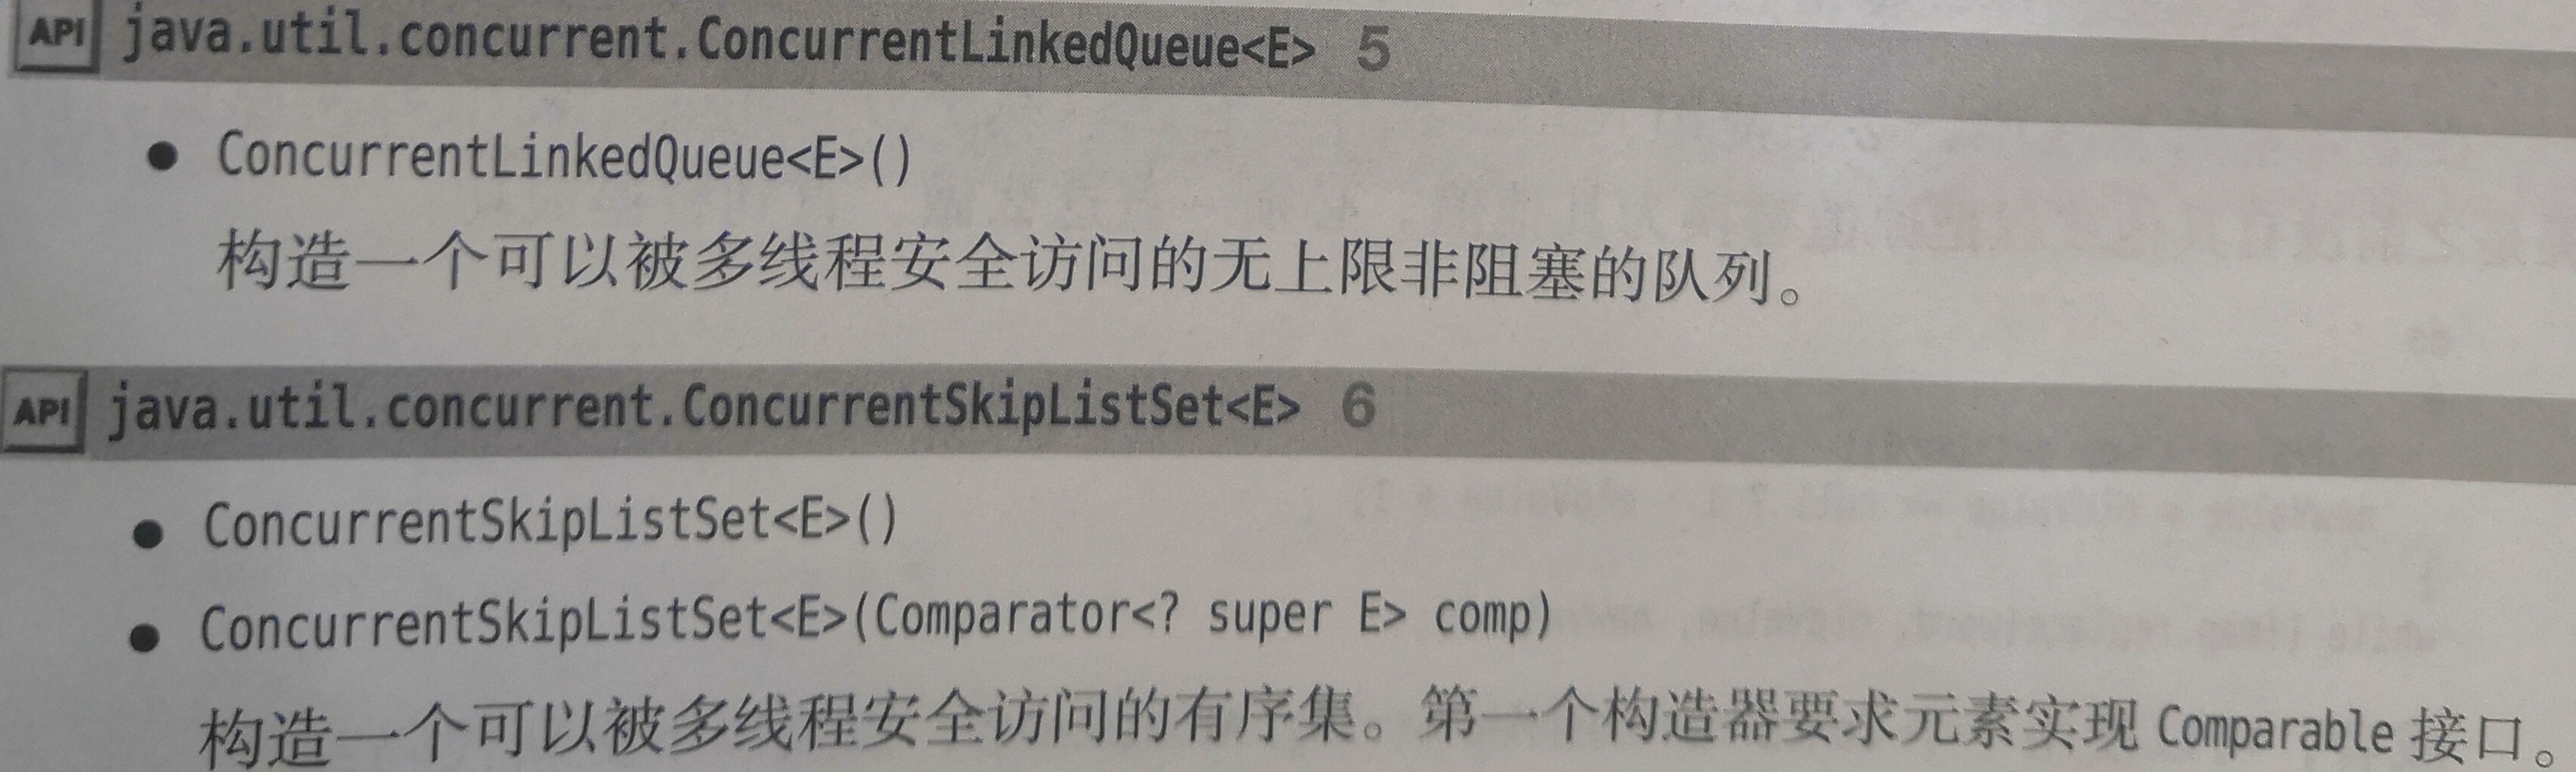 API java.util.concurrent.ConcurrentLinkedQueue<E> 5
● ConcurrentLinkedQueue<E>()
构造一个可以被多线程安全访问的无上限非阻塞的队列。
API java.util.concurrent.ConcurrentSkipListSet<E> 6
● ConcurrentSkipListSet<E>()
● ConcurrentSkipListSet<E>(Comparator<? super E> comp)
构造一个可以被多线程安全访问的有序集。第一个构造器要求元素实现 Comparable 接口。